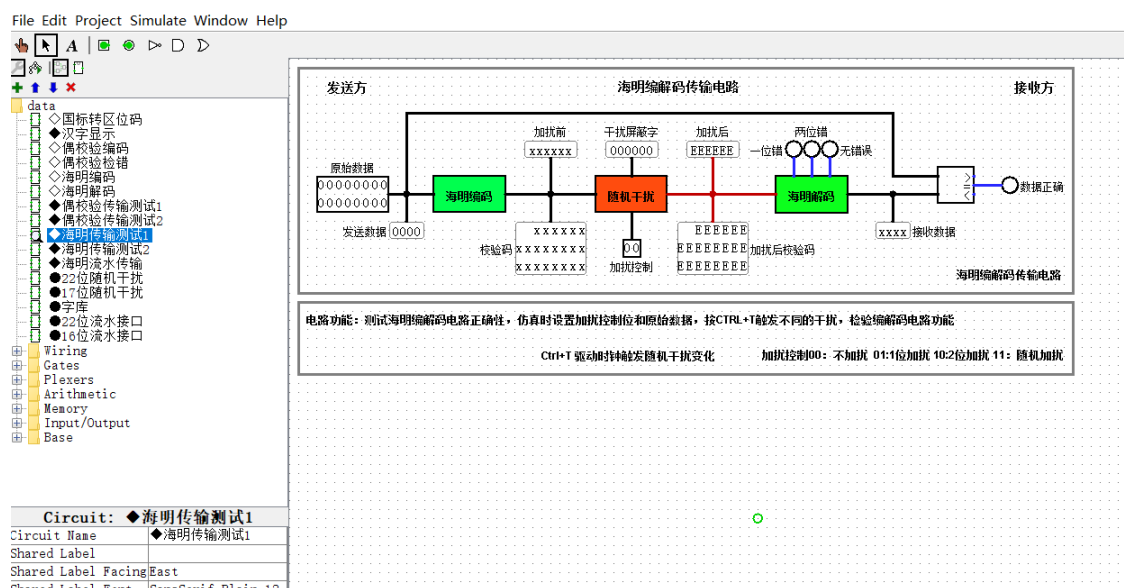 File Edit Project Simulate Window Help
A
data
◇国标转区位码
◆汉字显示
◇偶校验编码
◇偶校验检错
◇海明编码
◇海明解码
◆偶校验传输测试1
◆偶校验传输测试2
◆海明传输测试1
◆海明传输测试2
◆海明流水传输
●22位随机干扰
●17位随机干扰
●字库
●22位流水接口
●16位流水接口
Wiring
Gates
Plexers
Arithmetic
Memory
Input/Output
Base
Circuit: ◆海明传输测试1
Circuit Name ◆海明传输测试1
Shared Label
Shared Label Facing East
Shared Label Font SansSerif Plain 12
发送方 海明编解码传输电路 接收方
加扰前 干扰屏蔽字 加扰后 两位错
xxxxxx 000000 EEEEEE 一位错 无错误
原始数据
00000000
00000000
海明编码 随机干扰 海明解码
>
=
<
数据正确
发送数据 0000
校验码
xxxxxx
xxxxxxxx
xxxxxxxx
00
加扰控制
EEEEEE
EEEEEEEE
EEEEEEEE
加扰后校验码
xxxx 接收数据
海明编解码传输电路
电路功能：测试海明编解码电路正确性，仿真时设置加扰控制位和原始数据，按CTRL+T触发不同的干扰，检验编解码电路功能
Ctrl+T 驱动时钟触发随机干扰变化 加扰控制00：不加扰 01:1位加扰 10:2位加扰 11：随机加扰